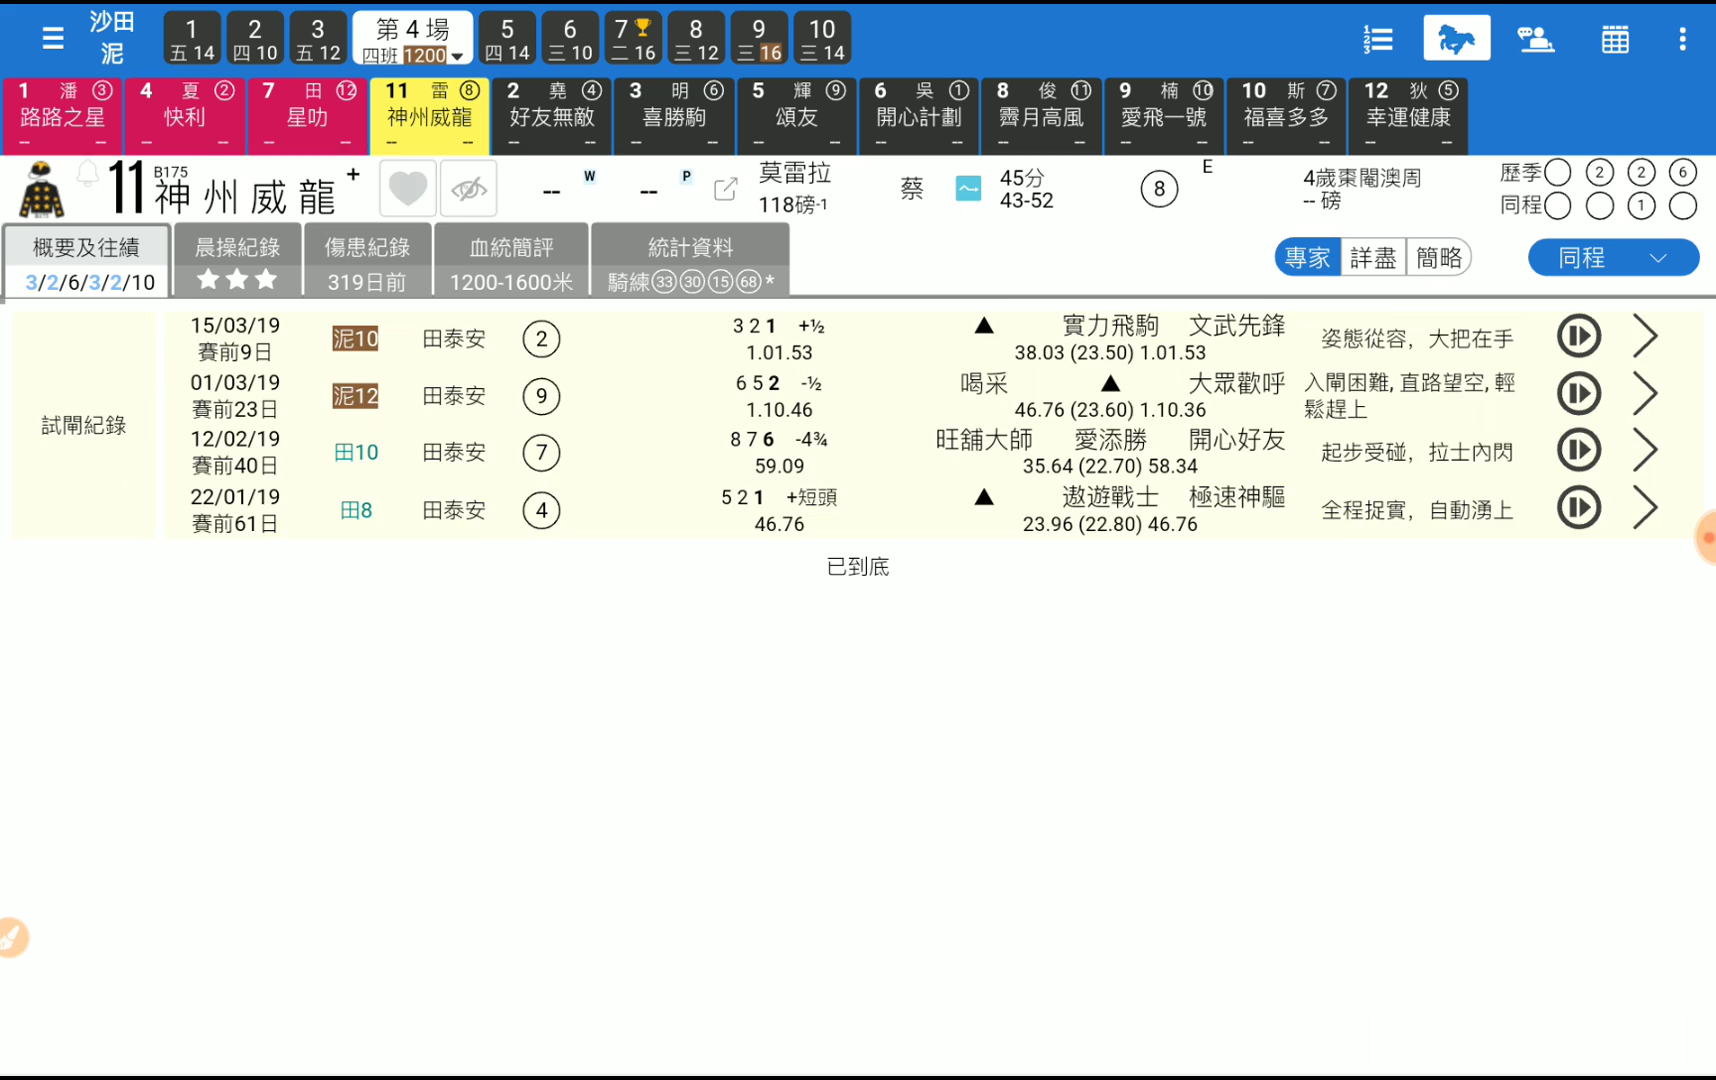 沙田
泥
1
五 14
2
四 10
3
五 12
第 4 場
四班 1200
5
四 14
6
三 10
7
二 16
8
三 12
9
三 16
10
三 14
1 潘 ③
路路之星
-- --
4 夏 ②
快利
-- --
7 田 ⑫
星叻
-- --
11 雷 ⑧
神州威龍
-- --
2 堯 ④
好友無敵
-- --
3 明 ⑥
喜勝駒
-- --
5 輝 ⑨
頌友
-- --
6 吳 ①
開心計劃
-- --
8 俊 ⑪
霽月高風
-- --
9 楠 ⑩
愛飛一號
-- --
10 斯 ⑦
福喜多多
-- --
12 狄 ⑤
幸運健康
-- --
11 B175 神州威龍 +
-- W -- P
莫雷拉
118磅-1
蔡
45分
43-52
⑧
E
4歲棗閹澳周
-- 磅
歷季 ○ ② ② ⑥
同程 ○ ○ ① ○
概要及往績
3/2/6/3/2/10
晨操紀錄
★★★
傷患紀錄
319日前
血統簡評
1200-1600米
統計資料
騎練㉝㉚⑮68 *
專家 詳盡 簡略
同程
試閘紀錄
15/03/19
賽前9日
泥10 田泰安 ②
3 2 1 +½
1.01.53
▲ 實力飛駒 文武先鋒
38.03 (23.50) 1.01.53
姿態從容，大把在手
01/03/19
賽前23日
泥12 田泰安 ⑨
6 5 2 -½
1.10.46
喝采 ▲ 大眾歡呼
46.76 (23.60) 1.10.36
入閘困難, 直路望空, 輕
鬆趕上
12/02/19
賽前40日
田10 田泰安 ⑦
8 7 6 -4¾
59.09
旺舖大師 愛添勝 開心好友
35.64 (22.70) 58.34
起步受碰，拉士內閃
22/01/19
賽前61日
田8 田泰安 ④
5 2 1 +短頭
46.76
▲ 遨遊戰士 極速神驅
23.96 (22.80) 46.76
全程捉實，自動湧上
已到底